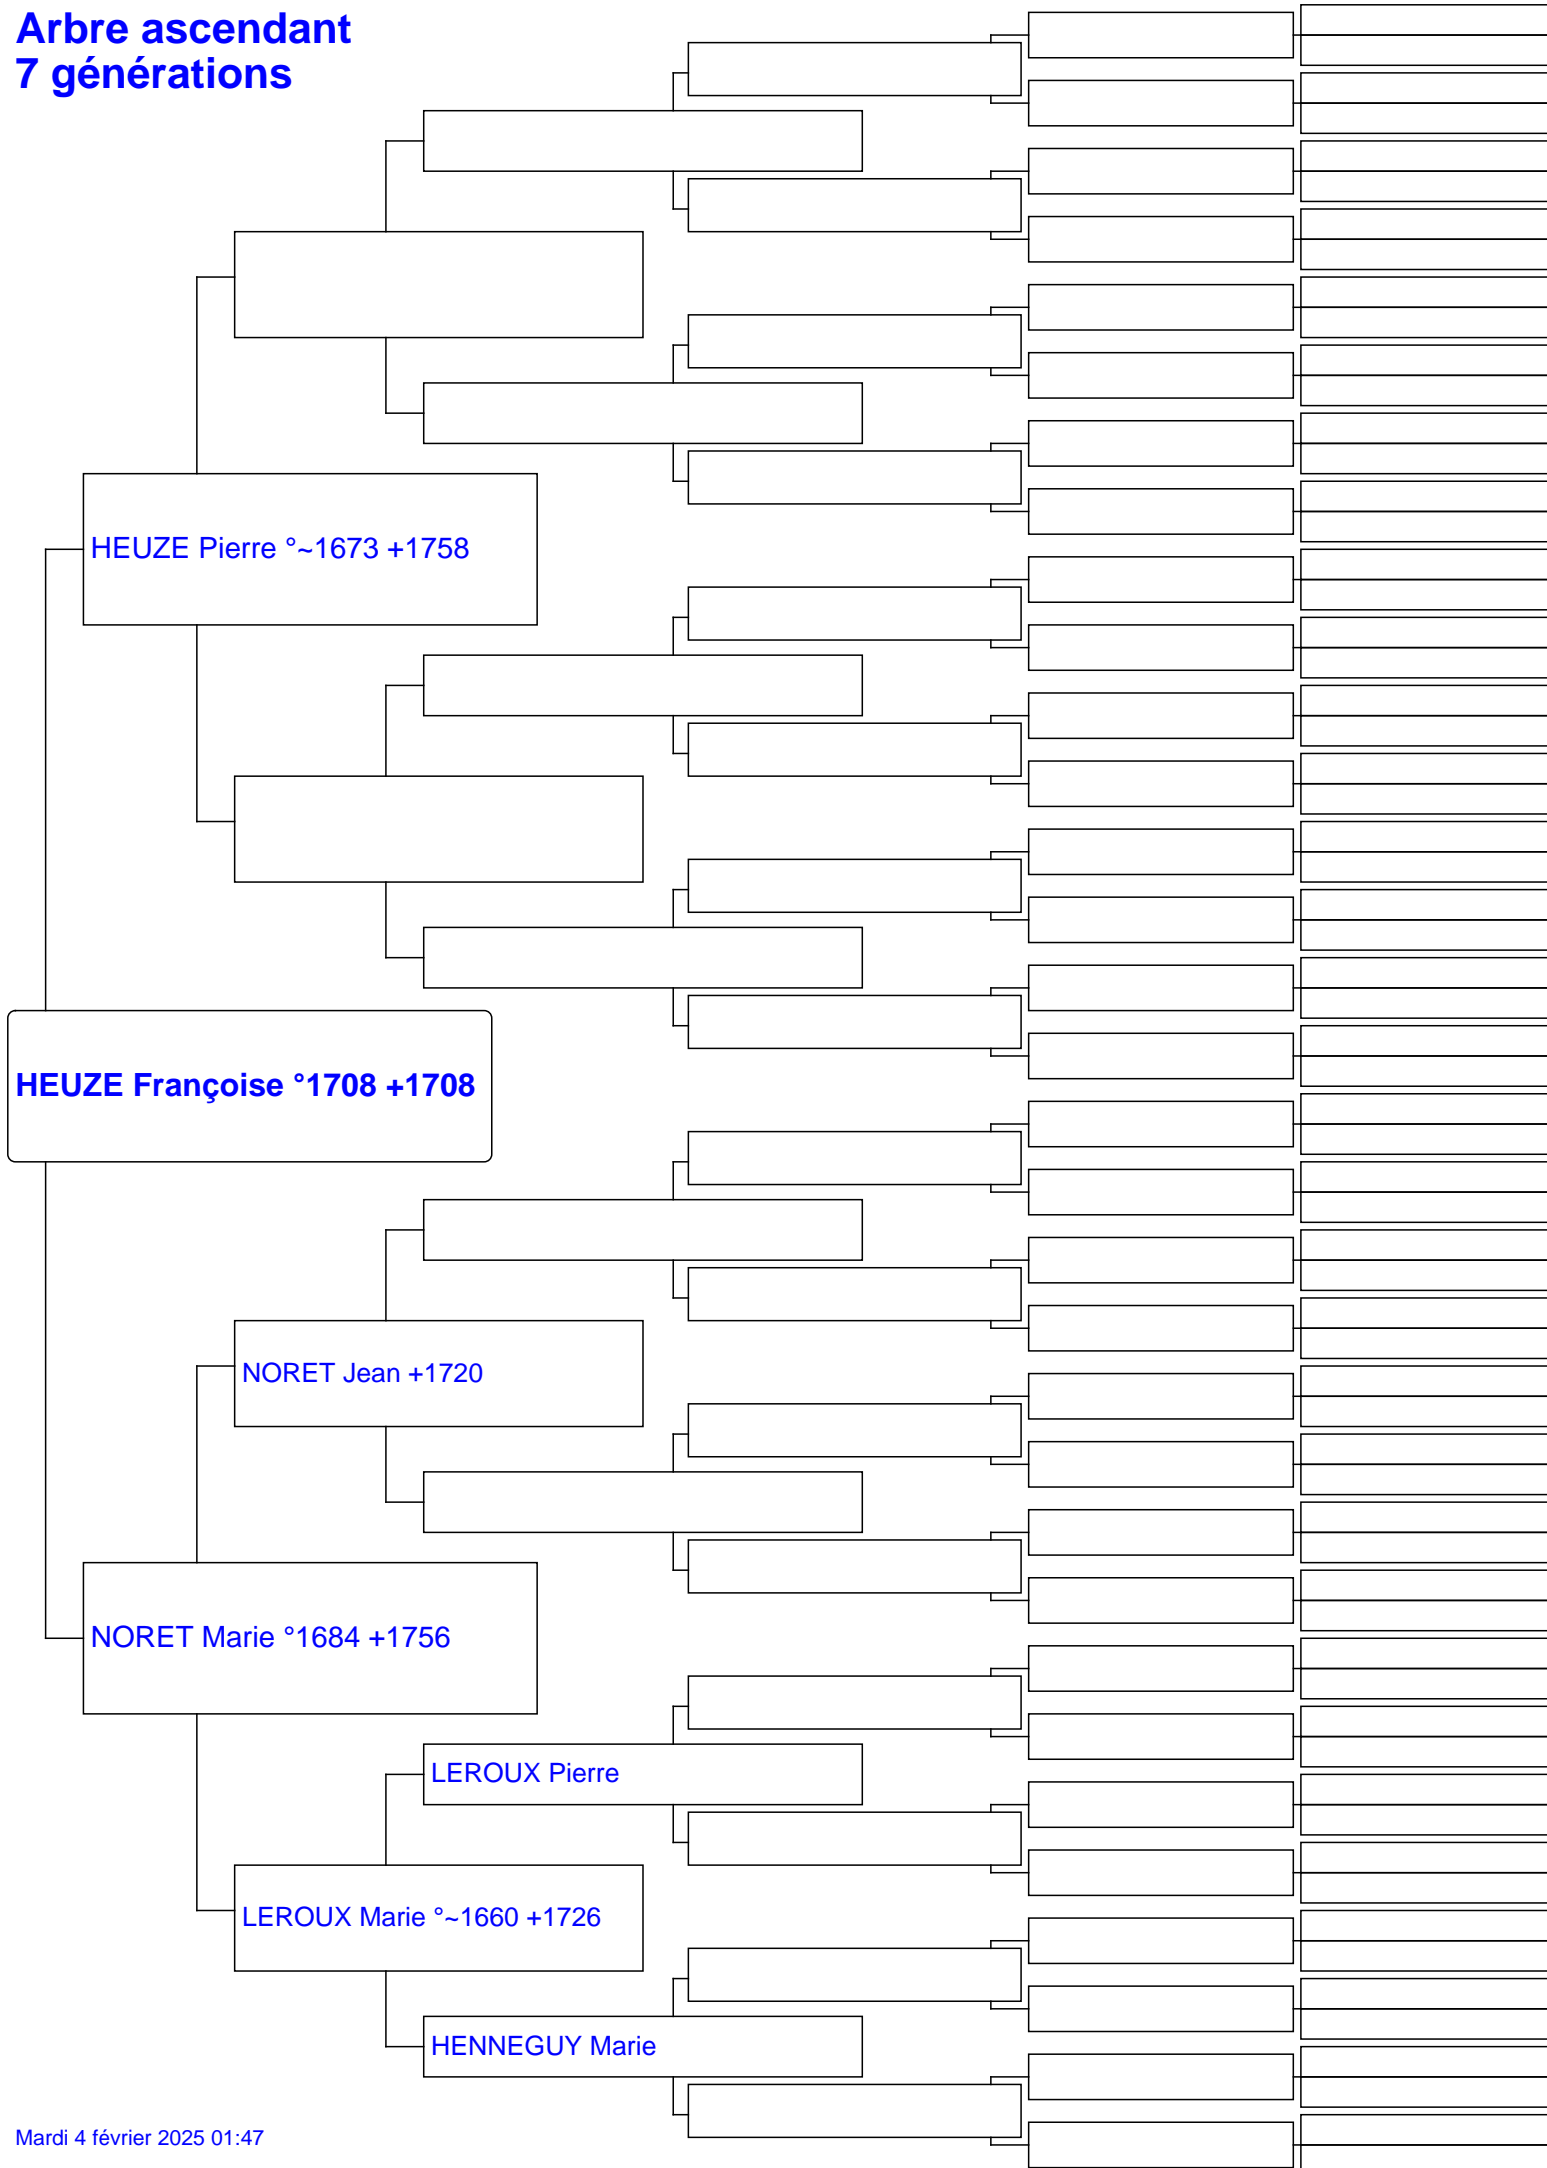 Arbre ascendant
7 générations
HEUZE Pierre °~1673 +1758
HEUZE Françoise °1708 +1708
NORET Jean +1720
NORET Marie °1684 +1756
LEROUX Pierre
LEROUX Marie °~1660 +1726
HENNEGUY Marie
Mardi 4 février 2025 01:47